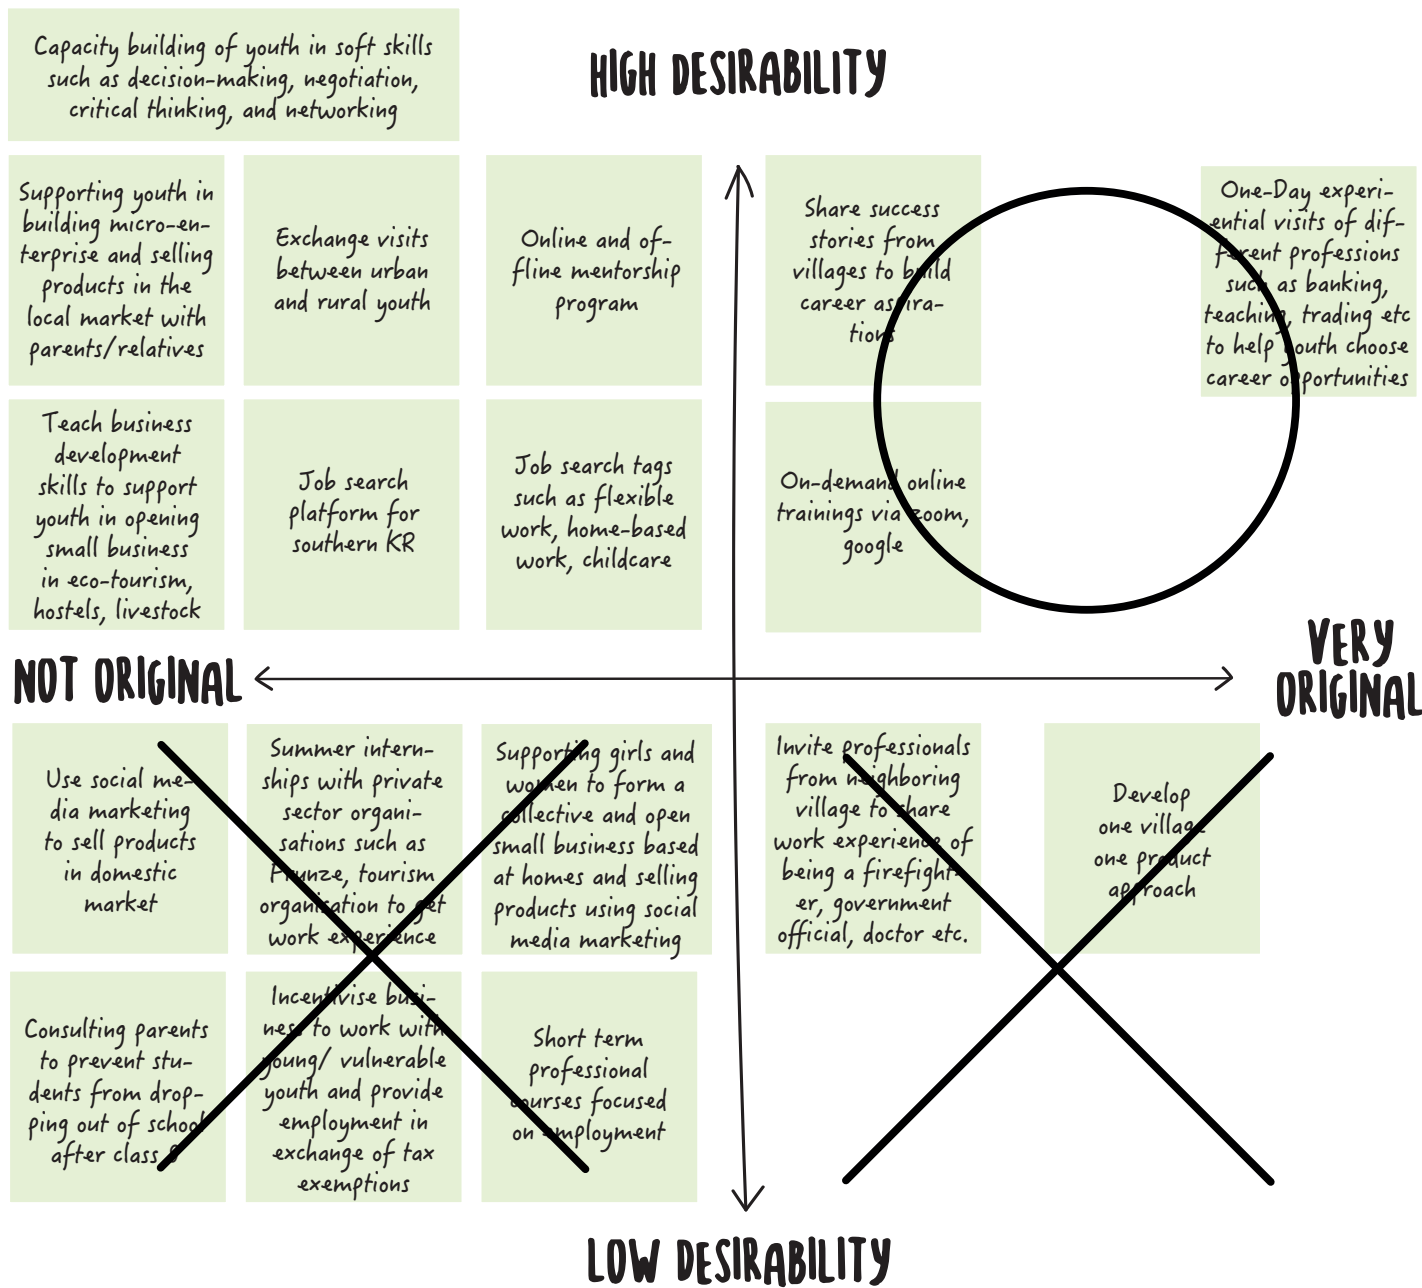 Capacity building of youth in soft skills
such as decision-making, negotiation,
critical thinking, and networking
HIGH DESIRABILITY
Supporting youth in
building micro-en-
terprise and selling
products in the
local market with
parents/relatives
Exchange visits
between urban
and rural youth
Online and of-
fline mentorship
program
Share success
stories from
villages to build
career aspira-
tions
One-Day experi-
ential visits of dif-
ferent professions
such as banking,
teaching, trading etc
to help youth choose
career opportunities
Teach business
development
skills to support
youth in opening
small business
in eco-tourism,
hostels, livestock
Job search
platform for
southern KR
Job search tags
such as flexible
work, home-based
work, childcare
On-demand online
trainings via zoom,
google
NOT ORIGINAL
VERY
ORIGINAL
Use social me-
dia marketing
to sell products
in domestic
market
Summer intern-
ships with private
sector organi-
sations such as
Frunze, tourism
organisation to get
work experience
Supporting girls and
women to form a
collective and open
small business based
at homes and selling
products using social
media marketing
Invite professionals
from neighboring
village to share
work experience of
being a firefight-
er, government
official, doctor etc.
Develop
one village
one product
approach
Consulting parents
to prevent stu-
dents from drop-
ping out of school
after class
Incentivise busi-
ness to work with
young/ vulnerable
youth and provide
employment in
exchange of tax
exemptions
Short term
professional
courses focused
on employment
LOW DESIRABILITY